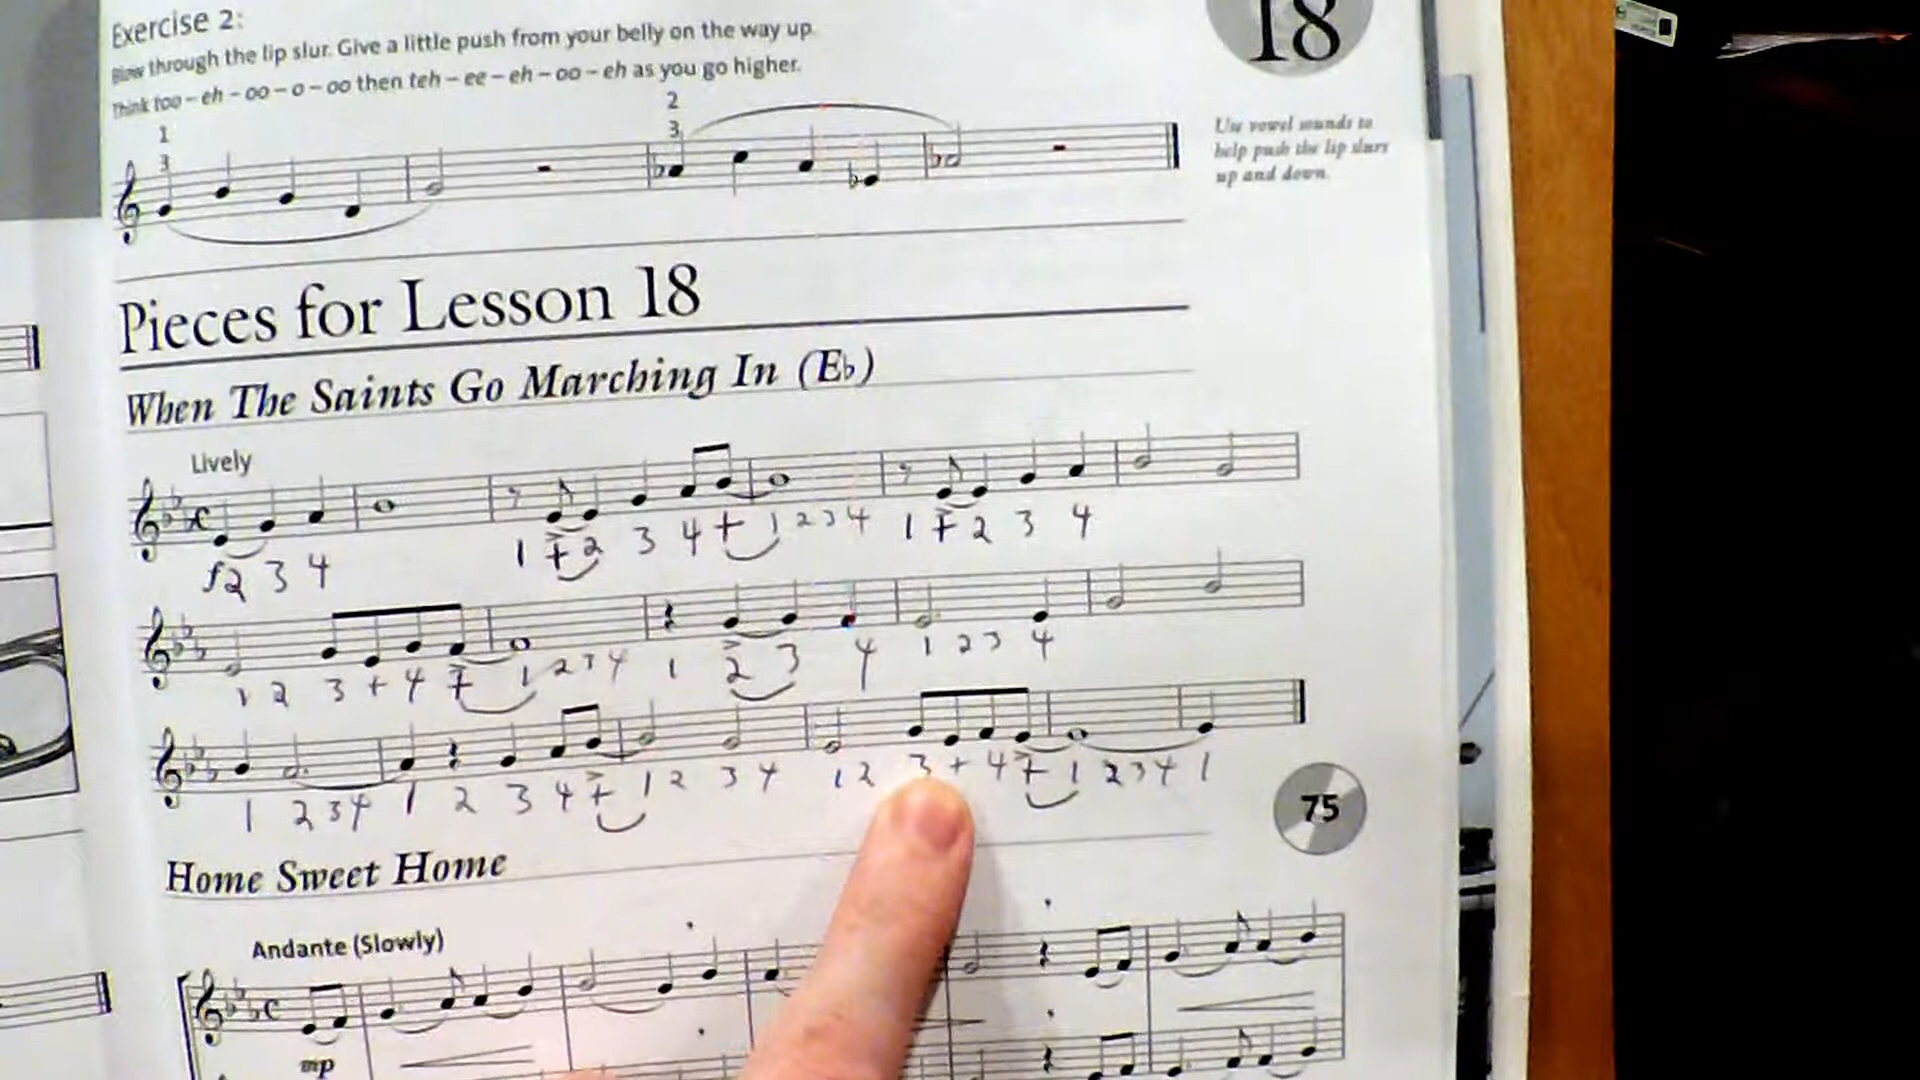 Exercise 2:
18
Blow through the lip slur. Give a little push from your belly on the way up.
Think too – eh – oo – o – oo then teh – ee – eh – oo – eh as you go higher.
1
3
2
3
Use vowel sounds to
help push the lip slurs
up and down.
Pieces for Lesson 18
When The Saints Go Marching In (E♭)
Lively
f 2 3 4 1 + 2 3 4 + 1 2 3 4 1 + 2 3 4
1 2 3 + 4 + 1 2 3 4 1 2 3 4 1 2 3 4
1 2 3 4 1 2 3 4 + 1 2 3 4 1 2 3 + 4 + 1 2 3 4 1
75
Home Sweet Home
Andante (Slowly)
mp